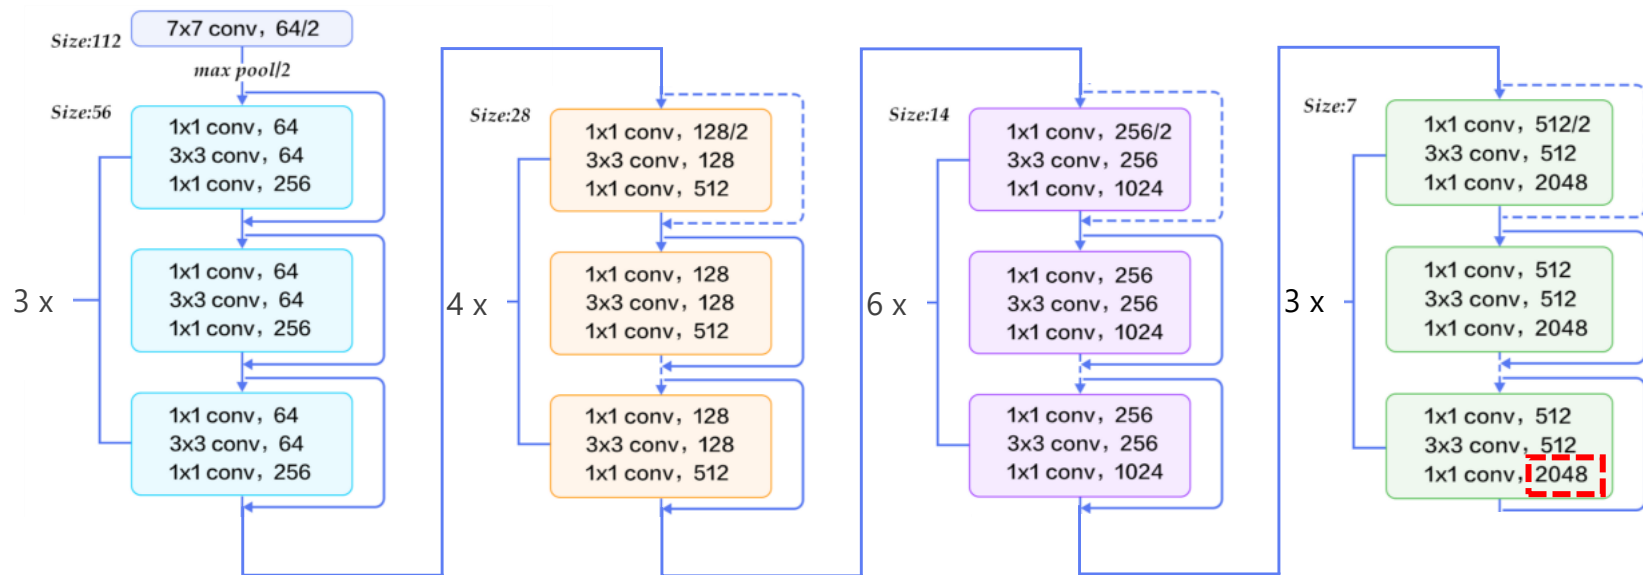 7x7 conv, 64/2
Size:112
max pool/2
Size:56
1x1 conv, 64
3x3 conv, 64
1x1 conv, 256
3 x
1x1 conv, 64
3x3 conv, 64
1x1 conv, 256
1x1 conv, 64
3x3 conv, 64
1x1 conv, 256
Size:28
1x1 conv, 128/2
3x3 conv, 128
1x1 conv, 512
4 x
1x1 conv, 128
3x3 conv, 128
1x1 conv, 512
1x1 conv, 128
3x3 conv, 128
1x1 conv, 512
Size:14
1x1 conv, 256/2
3x3 conv, 256
1x1 conv, 1024
6 x
1x1 conv, 256
3x3 conv, 256
1x1 conv, 1024
1x1 conv, 256
3x3 conv, 256
1x1 conv, 1024
Size:7
1x1 conv, 512/2
3x3 conv, 512
1x1 conv, 2048
3 x
1x1 conv, 512
3x3 conv, 512
1x1 conv, 2048
1x1 conv, 512
3x3 conv, 512
1x1 conv, 2048